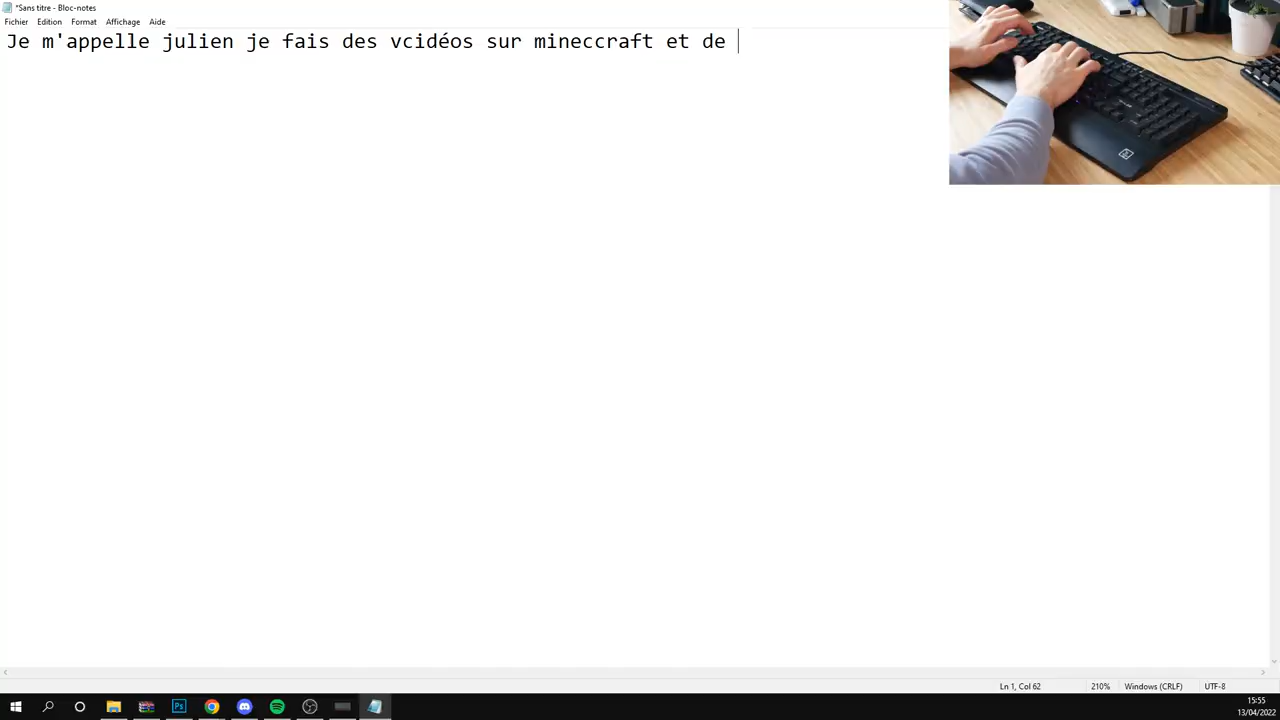 *Sans titre - Bloc-notes
Fichier Edition Format Affichage Aide
Je m'appelle julien je fais des vcidéos sur mineccraft et de
Ln 1, Col 62 210% Windows (CRLF) UTF-8
Ps
15:55
13/04/2022